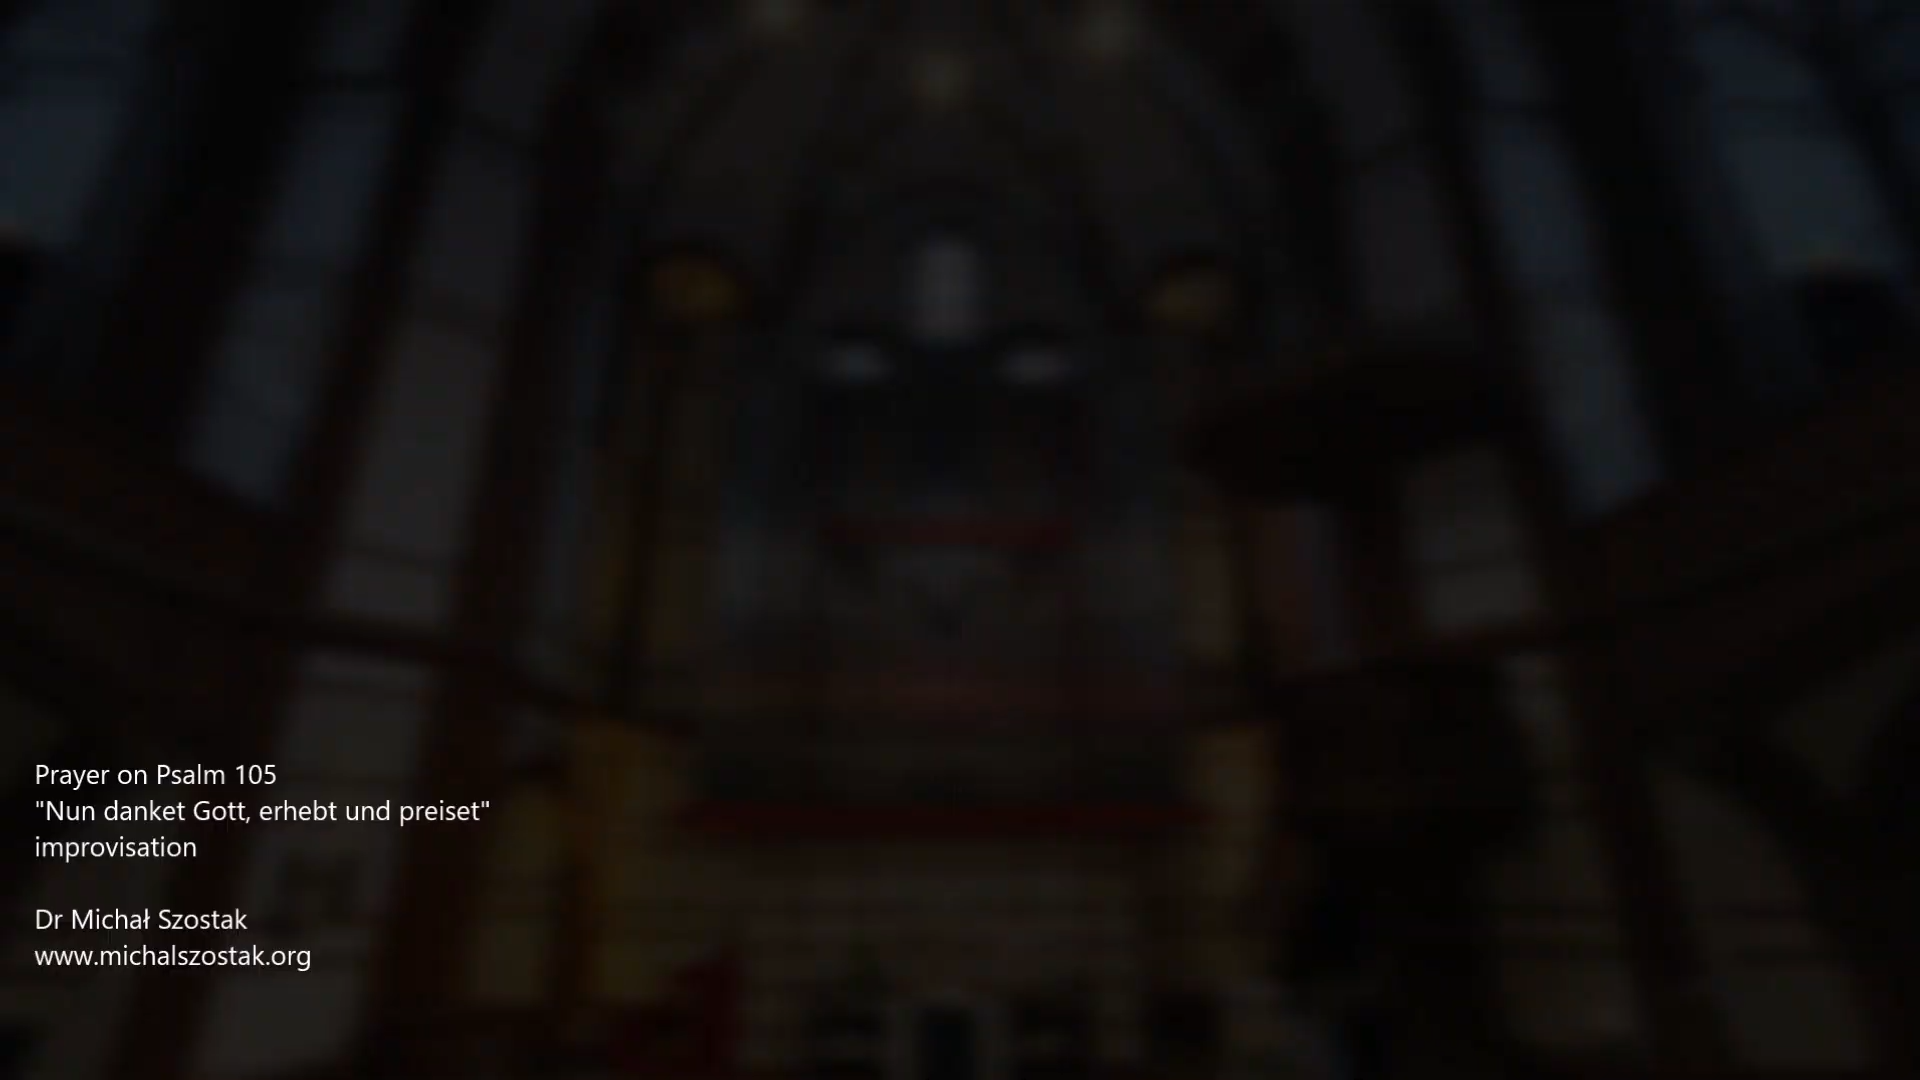 Prayer on Psalm 105
"Nun danket Gott, erhebt und preiset"
improvisation
Dr Michał Szostak
www.michalszostak.org